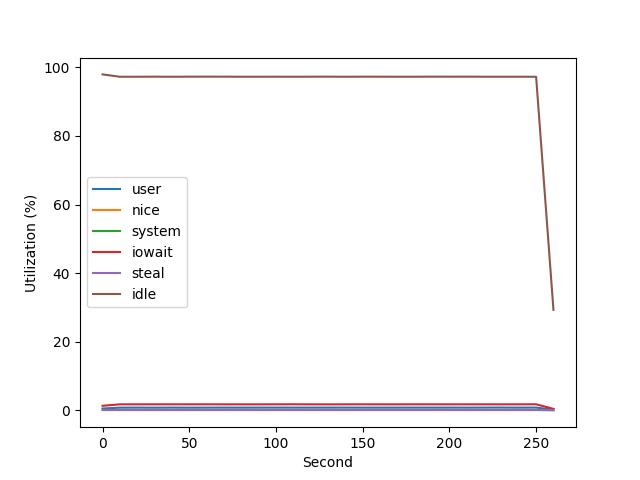 100
80
60
40
20
0
Utilization (%)
user
nice
system
iowait
steal
idle
0 50 100 150 200 250
Second